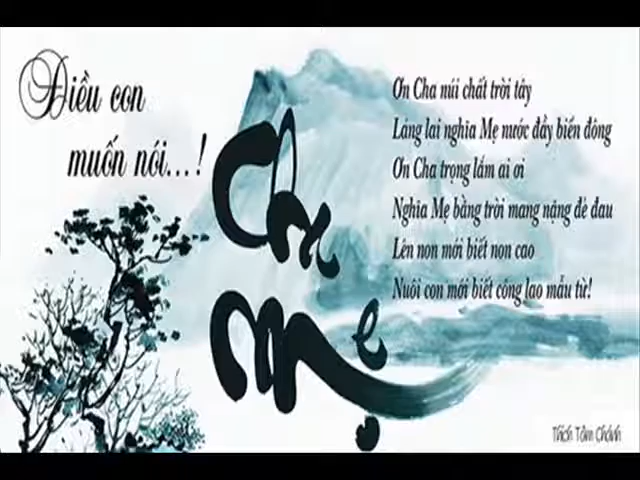 Điều con
muốn nói...!
Cha
Mẹ
Ơn Cha núi chất trời tây
Láng lai nghĩa Mẹ nước đầy biển đông
Ơn Cha trọng lắm ai ơi
Nghĩa Mẹ bằng trời mang nặng đẻ đau
Lên non mới biết non cao
Nuôi con mới biết công lao mẫu từ!
Thích Tâm Chánh